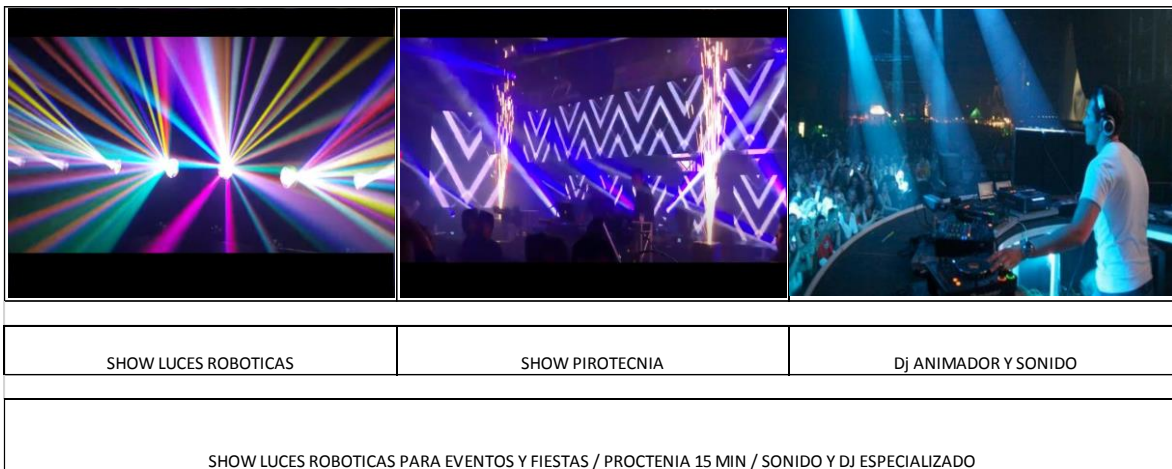 SHOW LUCES ROBOTICAS
SHOW PIROTECNIA
Dj ANIMADOR Y SONIDO
SHOW LUCES ROBOTICAS PARA EVENTOS Y FIESTAS / PROCTENIA 15 MIN / SONIDO Y DJ ESPECIALIZADO